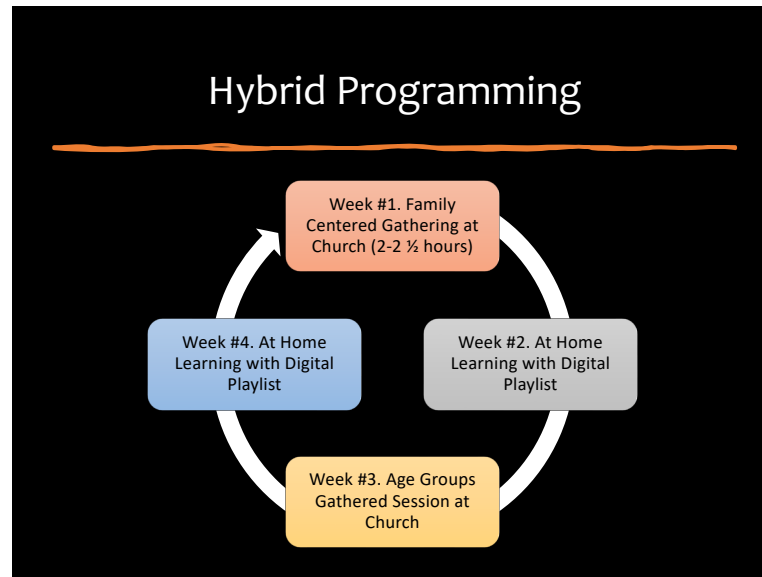 Hybrid Programming
Week #1. Family
Centered Gathering at
Church (2-2 ½ hours)
Week #2. At Home
Learning with Digital
Playlist
Week #3. Age Groups
Gathered Session at
Church
Week #4. At Home
Learning with Digital
Playlist